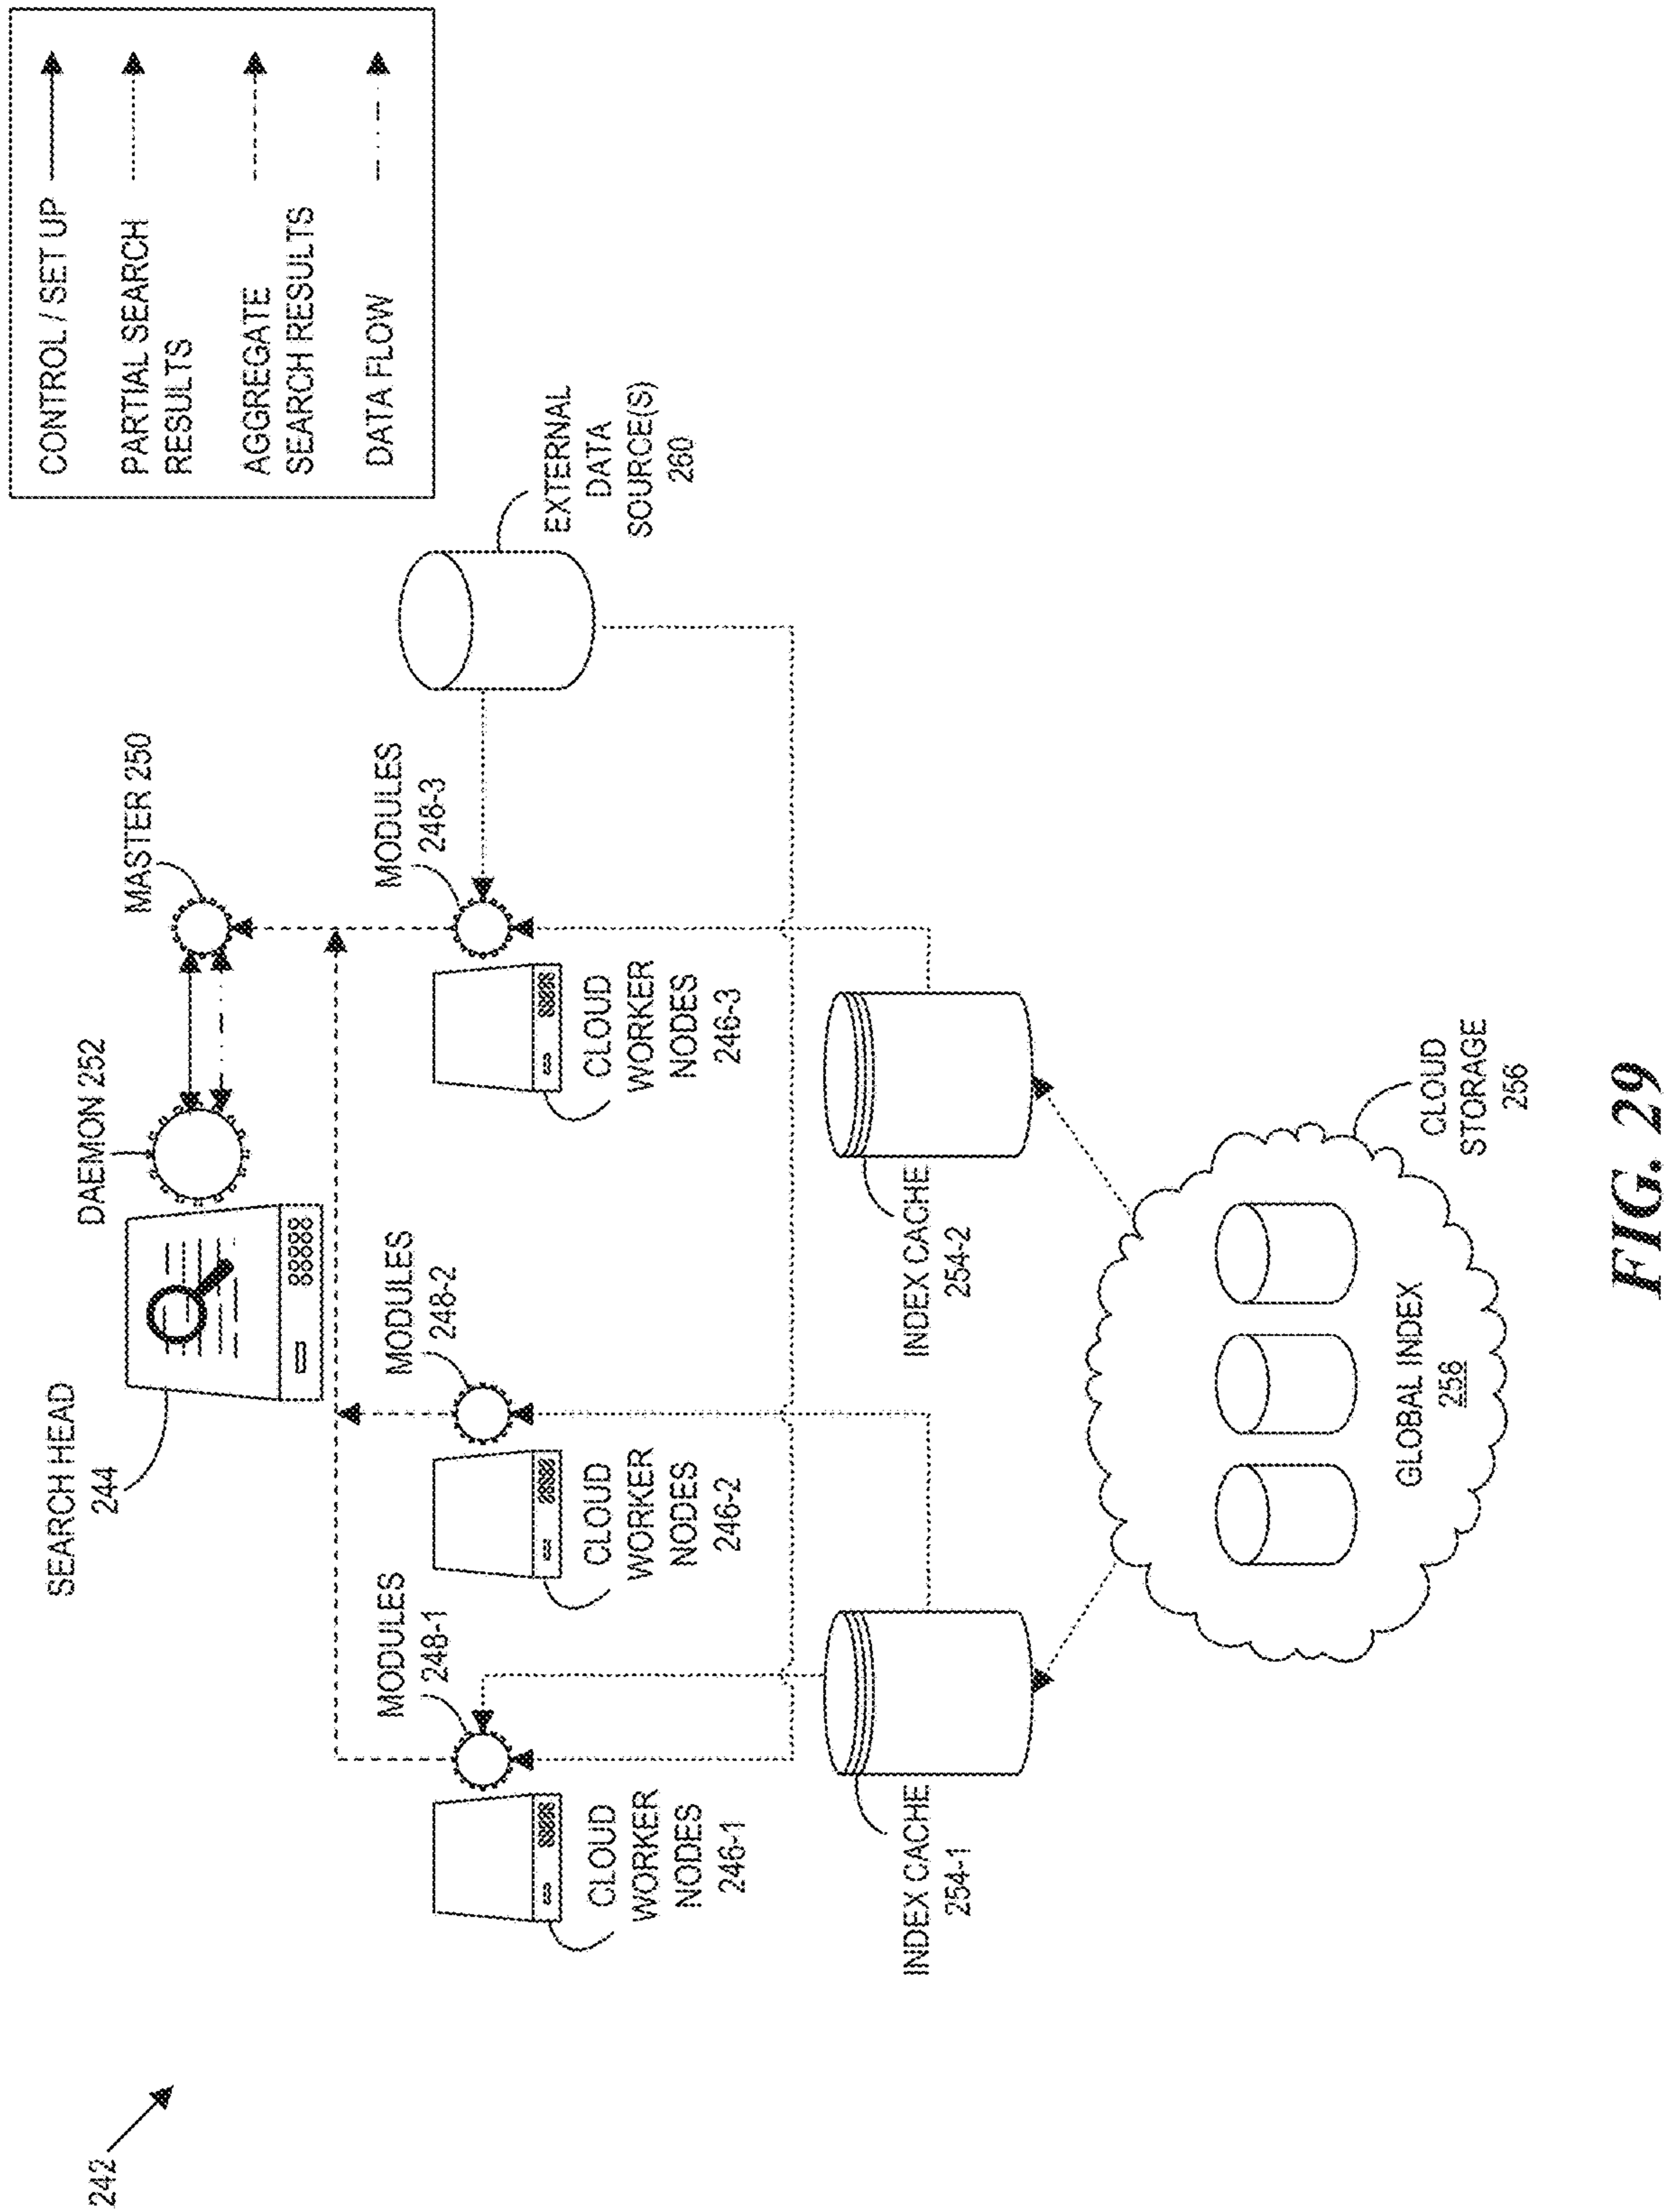 242
SEARCH HEAD
244
DAEMON 252
MASTER 250
CONTROL / SET UP
PARTIAL SEARCH
RESULTS
AGGREGATE
SEARCH RESULTS
DATA FLOW
MODULES
248-1
MODULES
248-2
MODULES
248-3
EXTERNAL
DATA
SOURCE(S)
260
CLOUD
WORKER
NODES
246-1
CLOUD
WORKER
NODES
246-2
CLOUD
WORKER
NODES
246-3
INDEX CACHE
254-1
INDEX CACHE
254-2
GLOBAL INDEX
258
CLOUD
STORAGE
256
FIG. 29